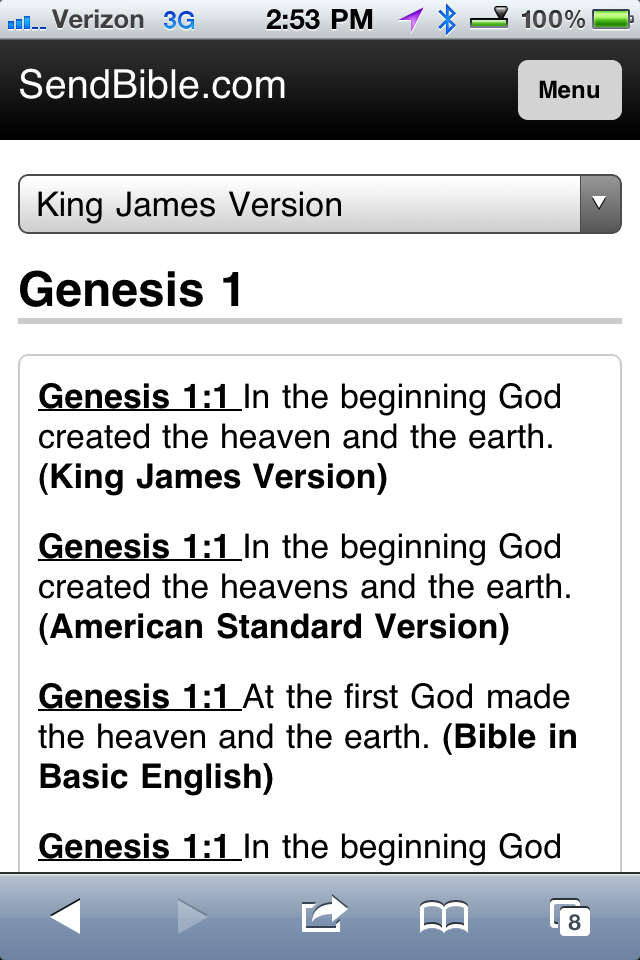 Verizon 3G 2:53 PM 100%
SendBible.com Menu
King James Version
Genesis 1
Genesis 1:1 In the beginning God
created the heaven and the earth.
(King James Version)
Genesis 1:1 In the beginning God
created the heavens and the earth.
(American Standard Version)
Genesis 1:1 At the first God made
the heaven and the earth. (Bible in
Basic English)
Genesis 1:1 In the beginning God
8